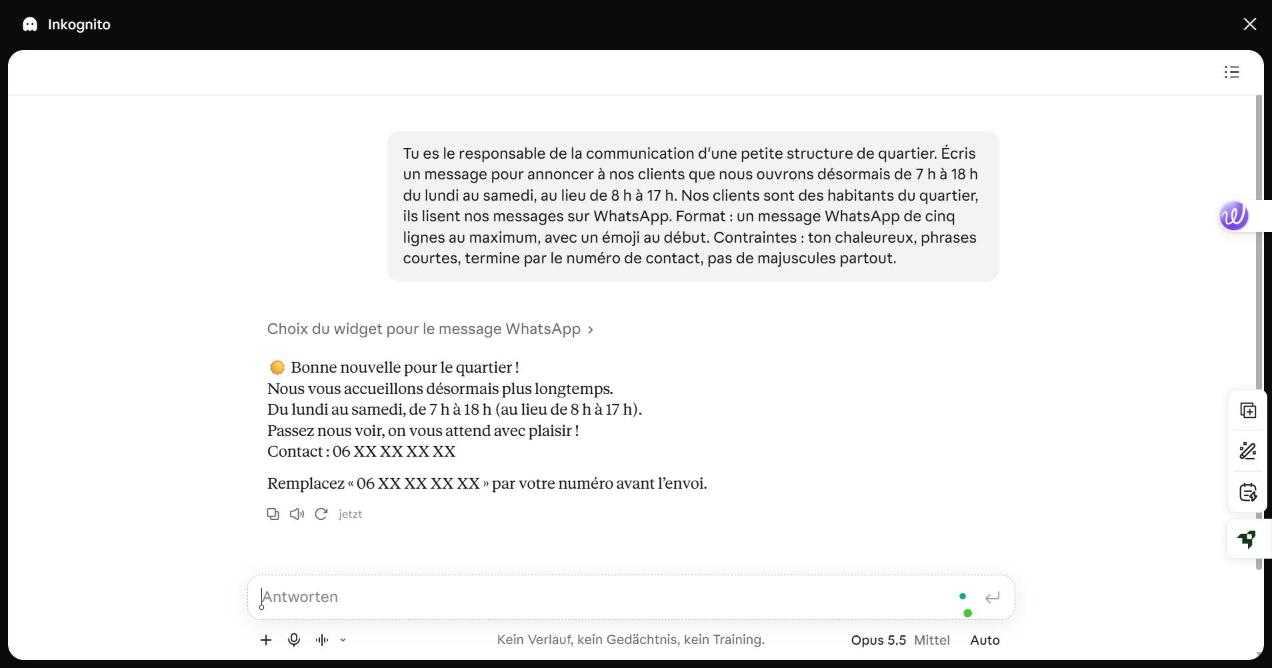 Inkognito
Tu es le responsable de la communication d'une petite structure de quartier. Écris
un message pour annoncer à nos clients que nous ouvrons désormais de 7 h à 18 h
du lundi au samedi, au lieu de 8 h à 17 h. Nos clients sont des habitants du quartier,
ils lisent nos messages sur WhatsApp. Format : un message WhatsApp de cinq
lignes au maximum, avec un émoji au début. Contraintes : ton chaleureux, phrases
courtes, termine par le numéro de contact, pas de majuscules partout.
Choix du widget pour le message WhatsApp
Bonne nouvelle pour le quartier !
Nous vous accueillons désormais plus longtemps.
Du lundi au samedi, de 7 h à 18 h (au lieu de 8 h à 17 h).
Passez nous voir, on vous attend avec plaisir !
Contact : 06 XX XX XX XX
Remplacez « 06 XX XX XX XX » par votre numéro avant l'envoi.
jetzt
Antworten
Kein Verlauf, kein Gedächtnis, kein Training. Opus 5.5 Mittel Auto